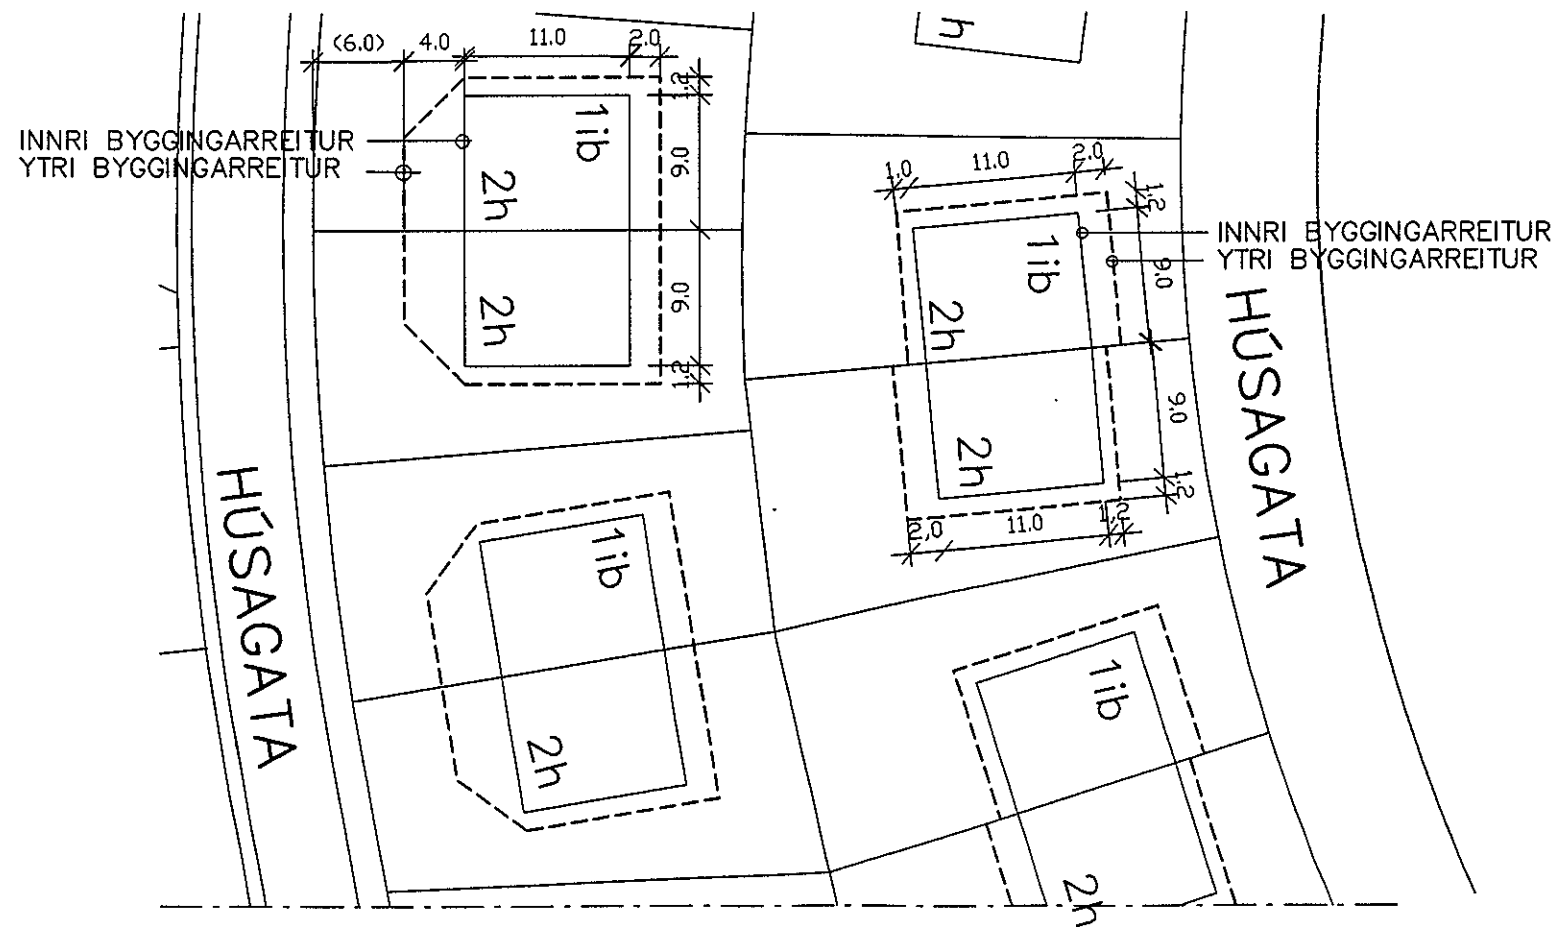 h
(6.0) 4.0 11.0 2.0
1.2
INNRI BYGGINGARREITUR
YTRI BYGGINGARREITUR
1ib
2h
9.0
2h
9.0
1.2
1.0 11.0 2.0
1.2
INNRI BYGGINGARREITUR
YTRI BYGGINGARREITUR
1ib
2h
9.0
2h
9.0
1.2
2,0 11.0 1,2
HÚSAGATA
HÚSAGATA
1ib
2h
1ib
2h